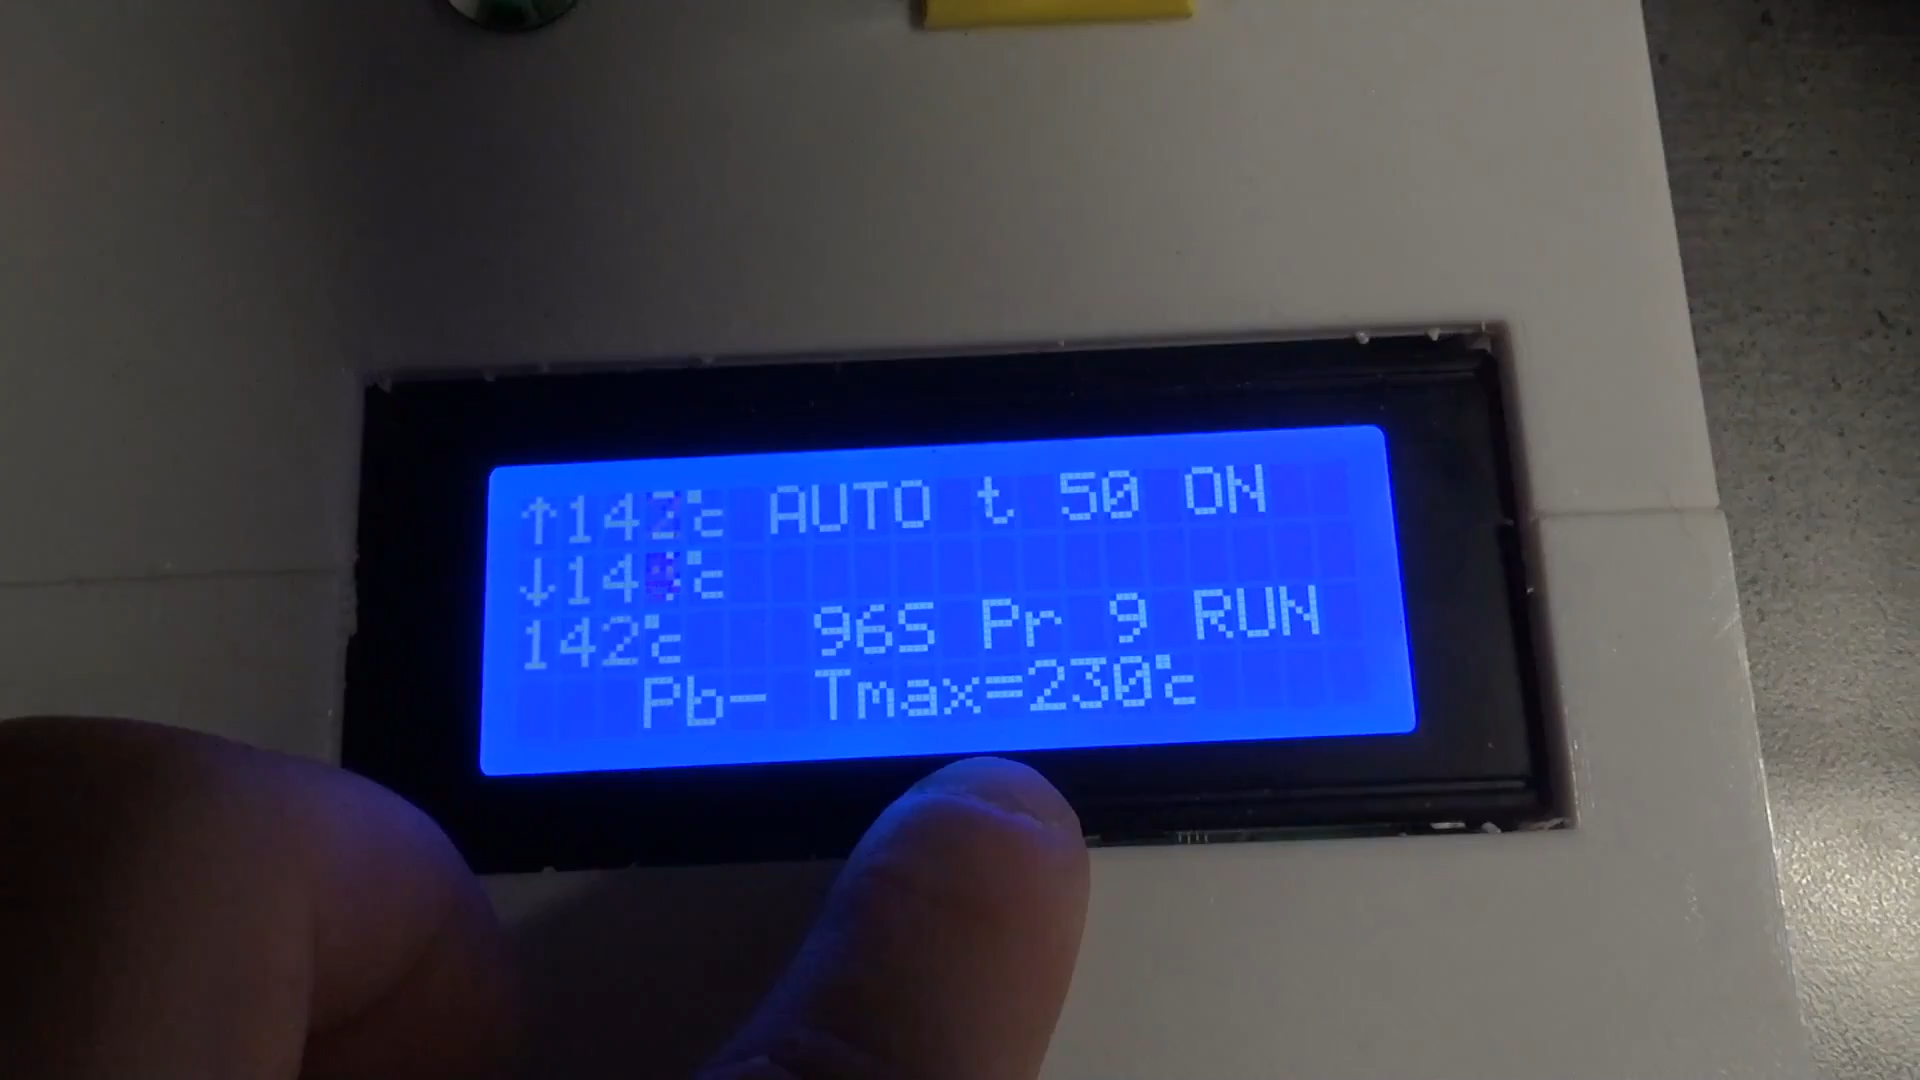 ↑142°c AUTO t 50 ON
↓14 °c
142°c 96S Pr 9 RUN
Pb- Tmax=230°c